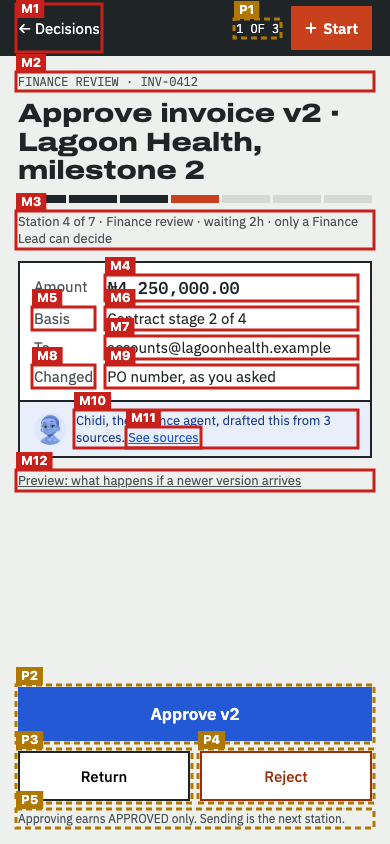 M1
P1
← Decisions
1 OF 3
+ Start
M2
FINANCE REVIEW · INV-0412
Approve invoice v2 ·
Lagoon Health,
milestone 2
M3
Station 4 of 7 · Finance review · waiting 2h · only a Finance
Lead can decide
M4
Amount 250,000.00
M5 M6
Basis Contract stage 2 of 4
M7
accounts@lagoonhealth.example
M8 M9
Changed PO number, as you asked
M10
M11
Chidi, agent, drafted this from 3
sources. See sources
M12
Preview: what happens if a newer version arrives
P2
Approve v2
P3 P4
Return Reject
P5
Approving earns APPROVED only. Sending is the next station.